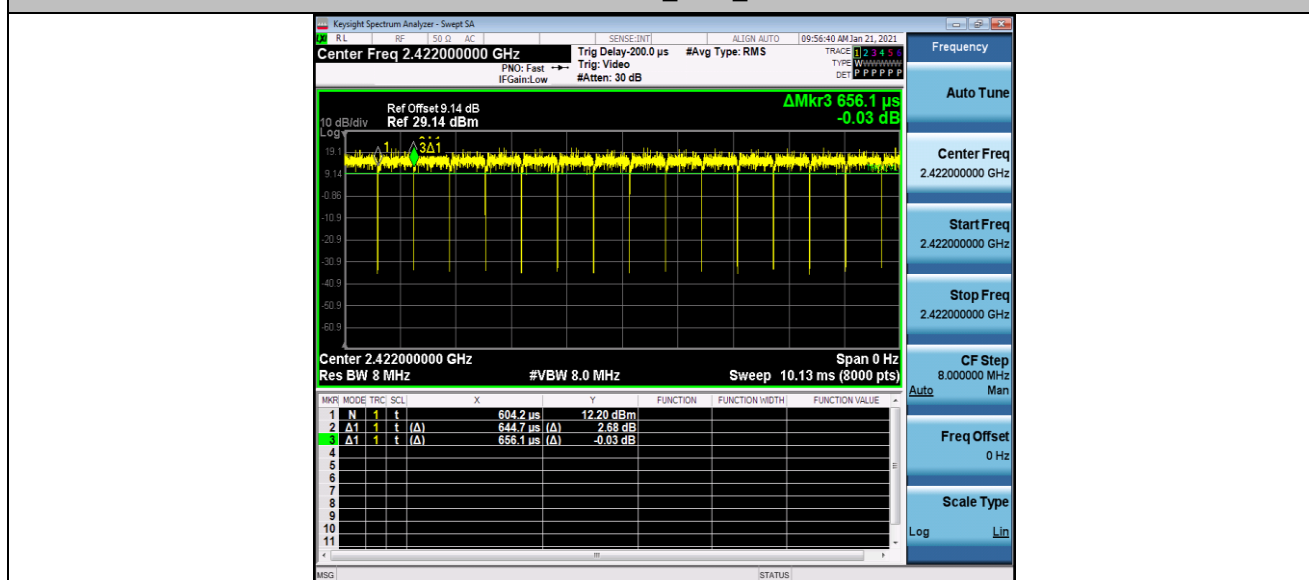 Keysight Spectrum Analyzer - Swept SA
RL RF 50 Ω AC SENSE:INT ALIGN AUTO 09:56:40 AM Jan 21, 2021
Center Freq 2.422000000 GHz
PNO: Fast
IFGain:Low
Trig Delay-200.0 µs
Trig: Video
#Atten: 30 dB
#Avg Type: RMS
TRACE 1 2 3 4 5 6
TYPE W
DET P P P P P P
ΔMkr3 656.1 µs
-0.03 dB
Ref Offset 9.14 dB
10 dB/div Ref 29.14 dBm
Log
1
3Δ1
19.1
9.14
-0.86
-10.9
-20.9
-30.9
-40.9
-50.9
-60.9
Center 2.422000000 GHz Span 0 Hz
Res BW 8 MHz #VBW 8.0 MHz Sweep 10.13 ms (8000 pts)
MKR MODE TRC SCL X Y FUNCTION FUNCTION WIDTH FUNCTION VALUE
1 N 1 t 604.2 µs 12.20 dBm
2 Δ1 1 t (Δ) 644.7 µs (Δ) 2.68 dB
3 Δ1 1 t (Δ) 656.1 µs (Δ) -0.03 dB
4
5
6
7
8
9
10
11
MSG STATUS
Frequency
Auto Tune
Center Freq
2.422000000 GHz
Start Freq
2.422000000 GHz
Stop Freq
2.422000000 GHz
CF Step
8.000000 MHz
Auto Man
Freq Offset
0 Hz
Scale Type
Log Lin